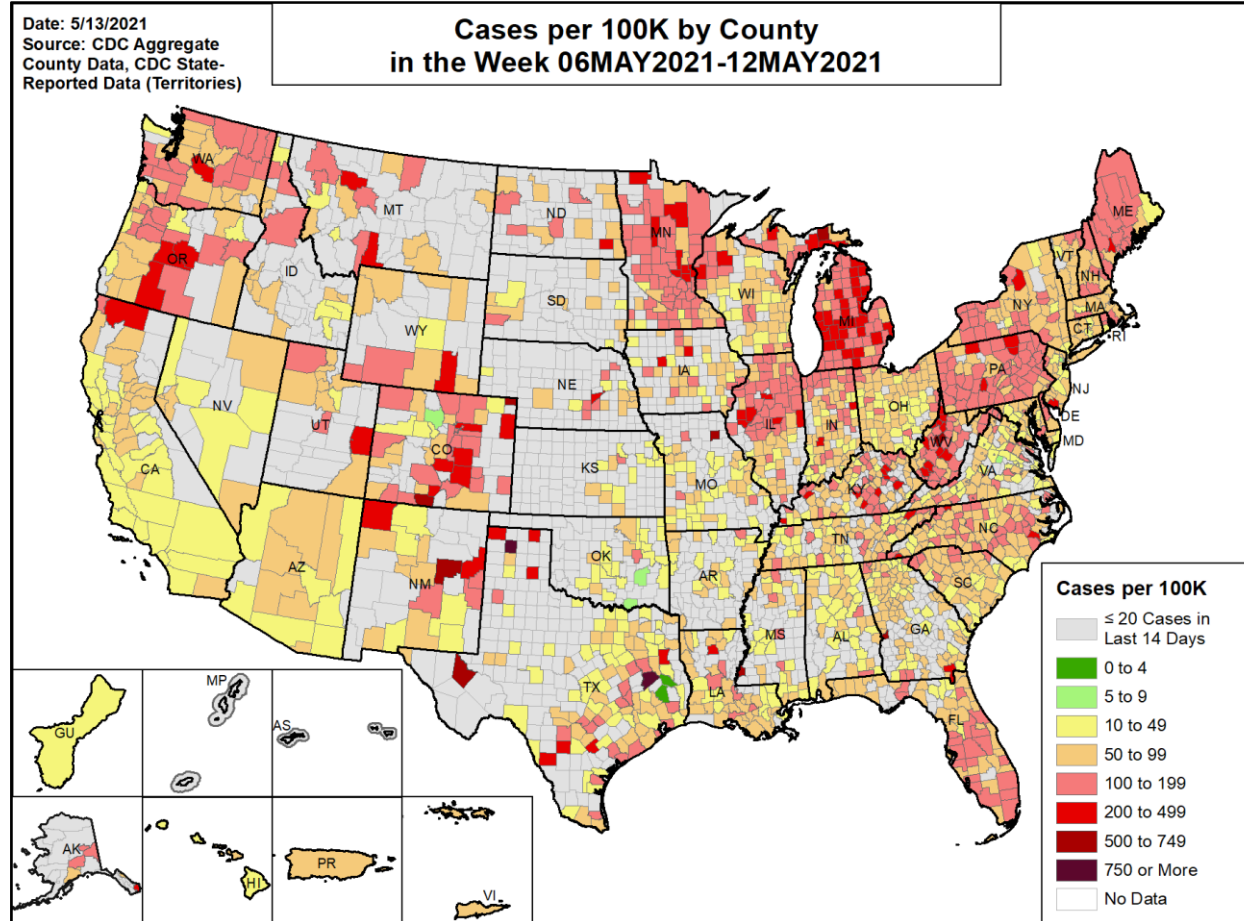 Date: 5/13/2021
Source: CDC Aggregate
County Data, CDC State-
Reported Data (Territories)
Cases per 100K by County
in the Week 06MAY2021-12MAY2021
WA
MT
ND
MN
ME
OR
ID
SD
WI
MI
VT
NH
NY
MA
CT
RI
WY
IA
PA
NJ
NE
NV
UT
CO
IL
IN
OH
DE
MD
WV
VA
CA
KS
MO
KY
NC
TN
OK
AR
SC
AZ
NM
MS
AL
GA
TX
LA
FL
GU
MP
AS
AK
HI
PR
VI
Cases per 100K
≤ 20 Cases in
Last 14 Days
0 to 4
5 to 9
10 to 49
50 to 99
100 to 199
200 to 499
500 to 749
750 or More
No Data